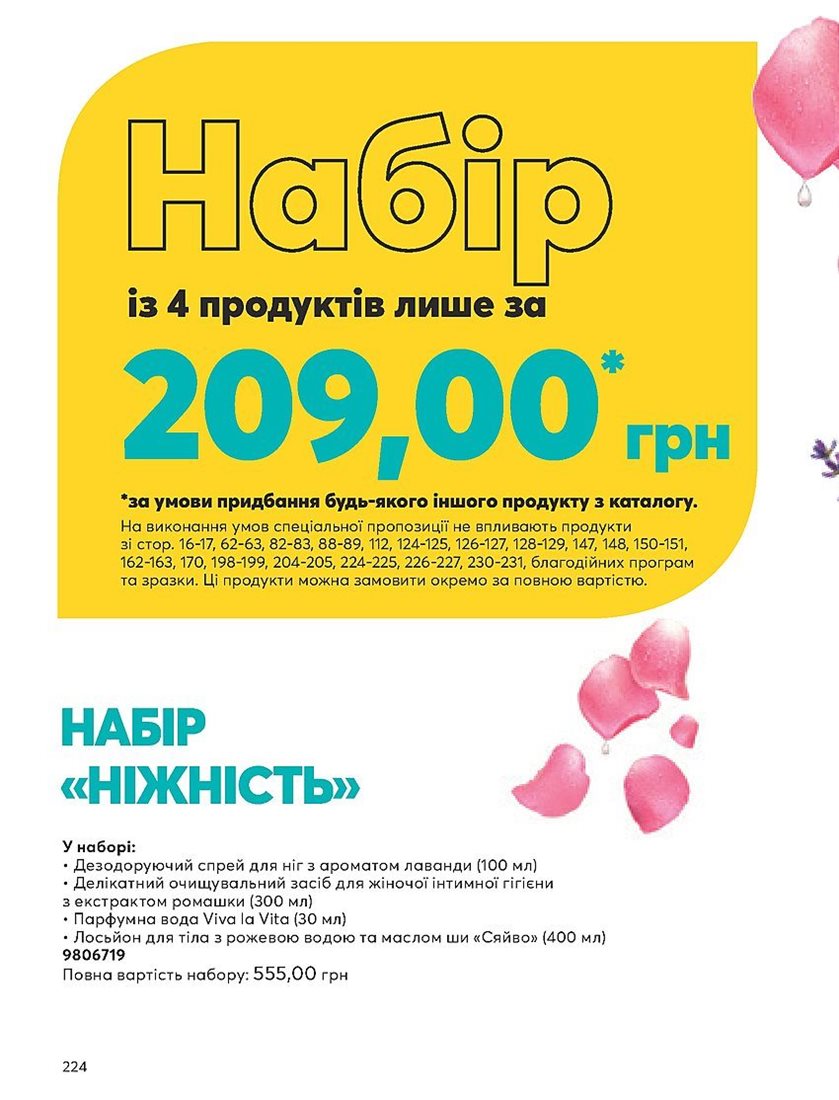 Набір
із 4 продуктів лише за
209,00* грн
*за умови придбання будь-якого іншого продукту з каталогу.
На виконання умов спеціальної пропозиції не впливають продукти
зі стор. 16-17, 62-63, 82-83, 88-89, 112, 124-125, 126-127, 128-129, 147, 148, 150-151,
162-163, 170, 198-199, 204-205, 224-225, 226-227, 230-231, благодійних програм
та зразки. Ці продукти можна замовити окремо за повною вартістю.
НАБІР
«НІЖНІСТЬ»
У наборі:
• Дезодоруючий спрей для ніг з ароматом лаванди (100 мл)
• Делікатний очищувальний засіб для жіночої інтимної гігієни
з екстрактом ромашки (300 мл)
• Парфумна вода Viva la Vita (30 мл)
• Лосьйон для тіла з рожевою водою та маслом ши «Сяйво» (400 мл)
9806719
Повна вартість набору: 555,00 грн
224